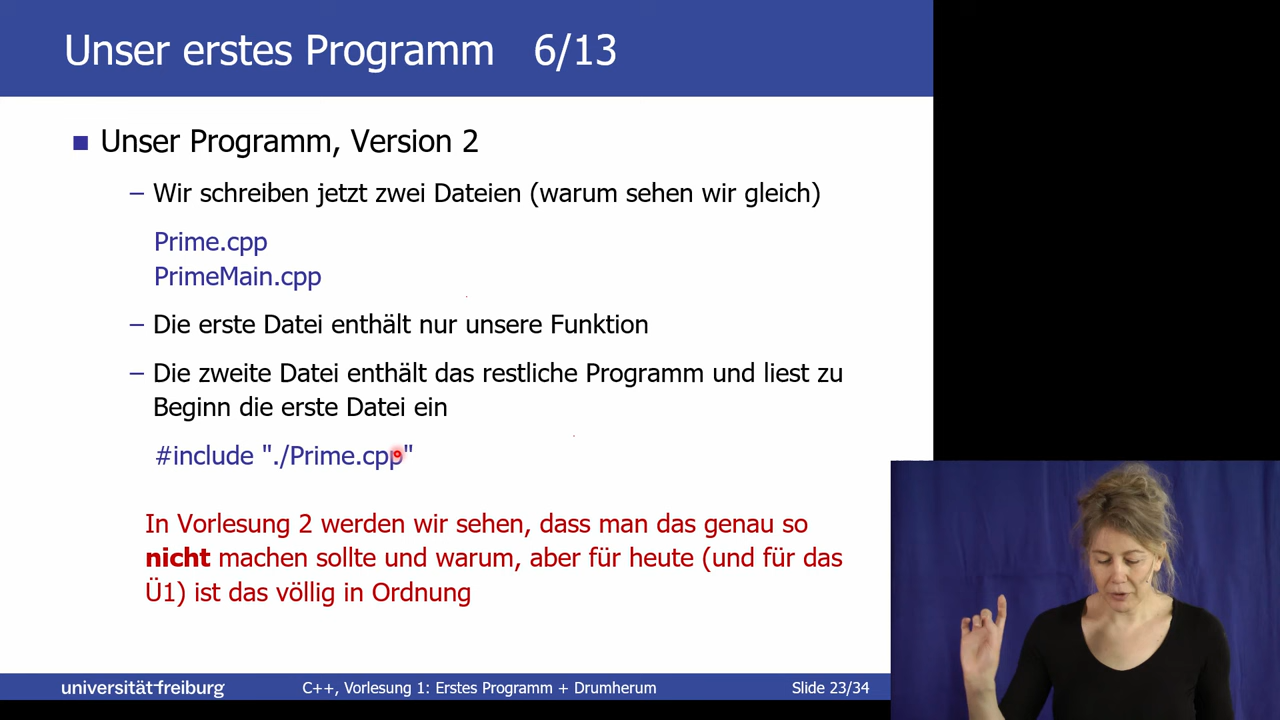 Unser erstes Programm 6/13
Unser Programm, Version 2
– Wir schreiben jetzt zwei Dateien (warum sehen wir gleich)
Prime.cpp
PrimeMain.cpp
– Die erste Datei enthält nur unsere Funktion
– Die zweite Datei enthält das restliche Programm und liest zu
Beginn die erste Datei ein
#include "./Prime.cpp"
In Vorlesung 2 werden wir sehen, dass man das genau so
nicht machen sollte und warum, aber für heute (und für das
Ü1) ist das völlig in Ordnung
universität freiburg
C++, Vorlesung 1: Erstes Programm + Drumherum
Slide 23/34